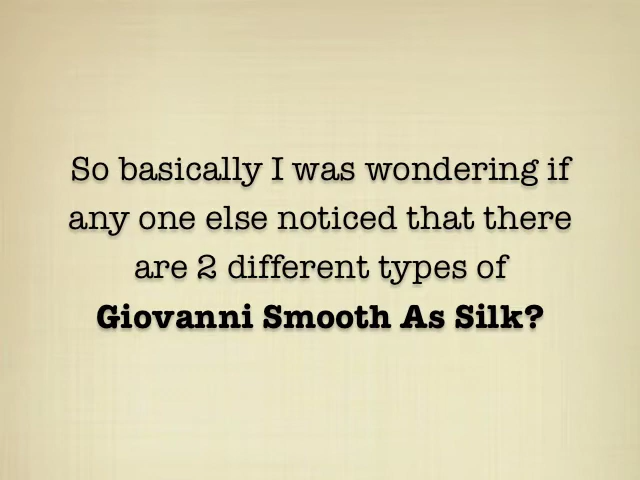 So basically I was wondering if
any one else noticed that there
are 2 different types of
Giovanni Smooth As Silk?